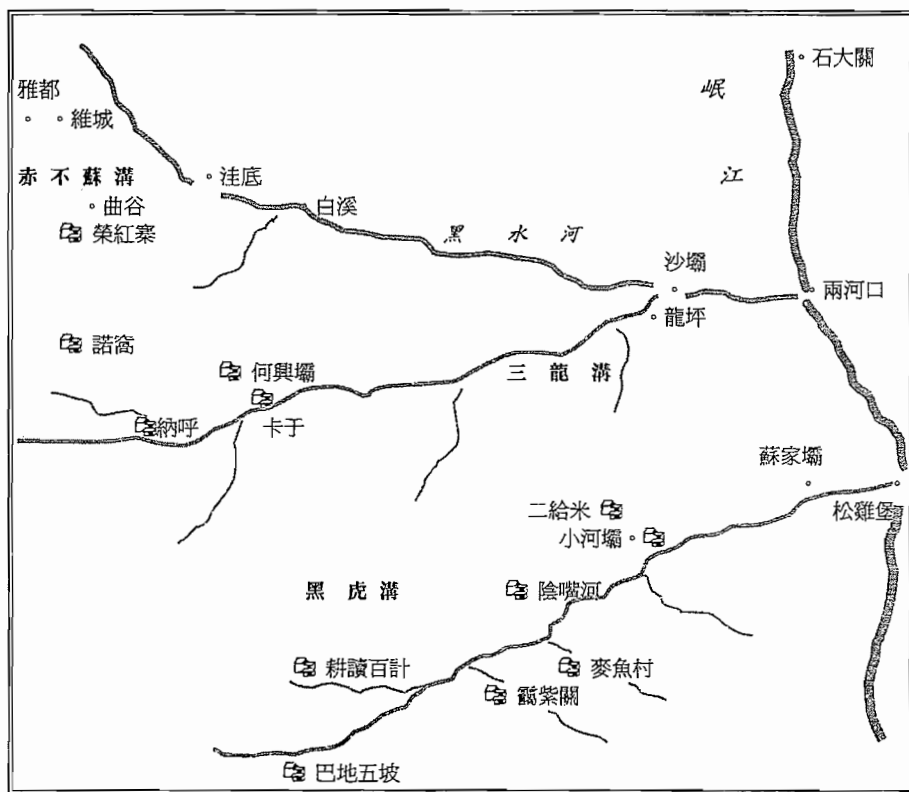 石大關
岷江
雅都
維城
赤不蘇溝
洼底
曲谷
白溪
榮紅寨
黑水河
沙壩
兩河口
龍坪
諾窩
何興壩
三龍溝
納呼
卡于
蘇家壩
二給米
松雞堡
小河壩
黑虎溝
陰嘴河
耕讀百計
麥魚村
靄紫關
巴地五坡